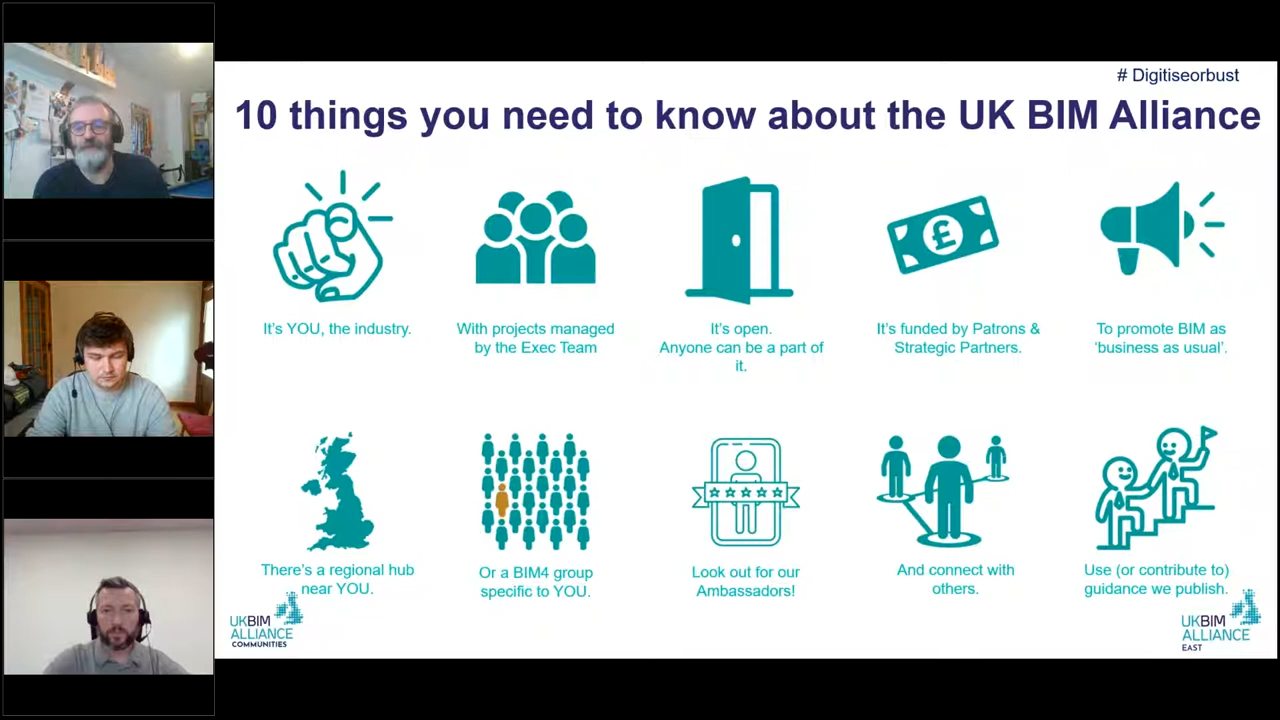 # Digitiseorbust
10 things you need to know about the UK BIM Alliance
£
It's YOU, the industry.
With projects managed
by the Exec Team
It's open.
Anyone can be a part of
it.
It's funded by Patrons &
Strategic Partners.
To promote BIM as
'business as usual'.
There's a regional hub
near YOU.
Or a BIM4 group
specific to YOU.
Look out for our
Ambassadors!
And connect with
others.
Use (or contribute to)
guidance we publish.
UKBIM
ALLIANCE
COMMUNITIES
UKBIM
ALLIANCE
EAST